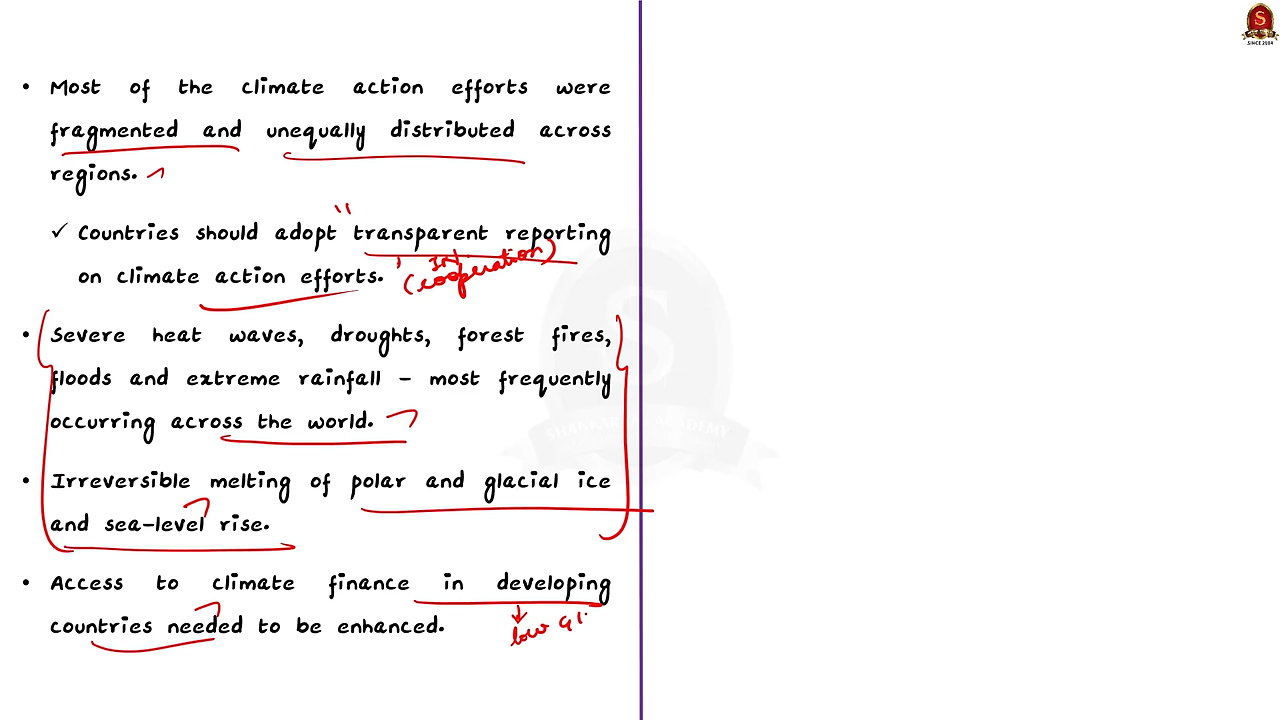 • Most of the climate action efforts were
fragmented and unequally distributed across
regions.
✓ Countries should adopt transparent reporting
on climate action efforts.
(cooperation)
• Severe heat waves, droughts, forest fires,
floods and extreme rainfall – most frequently
occurring across the world.
• Irreversible melting of polar and glacial ice
and sea-level rise.
• Access to climate finance in developing
countries needed to be enhanced.
low
S
SINCE 2004